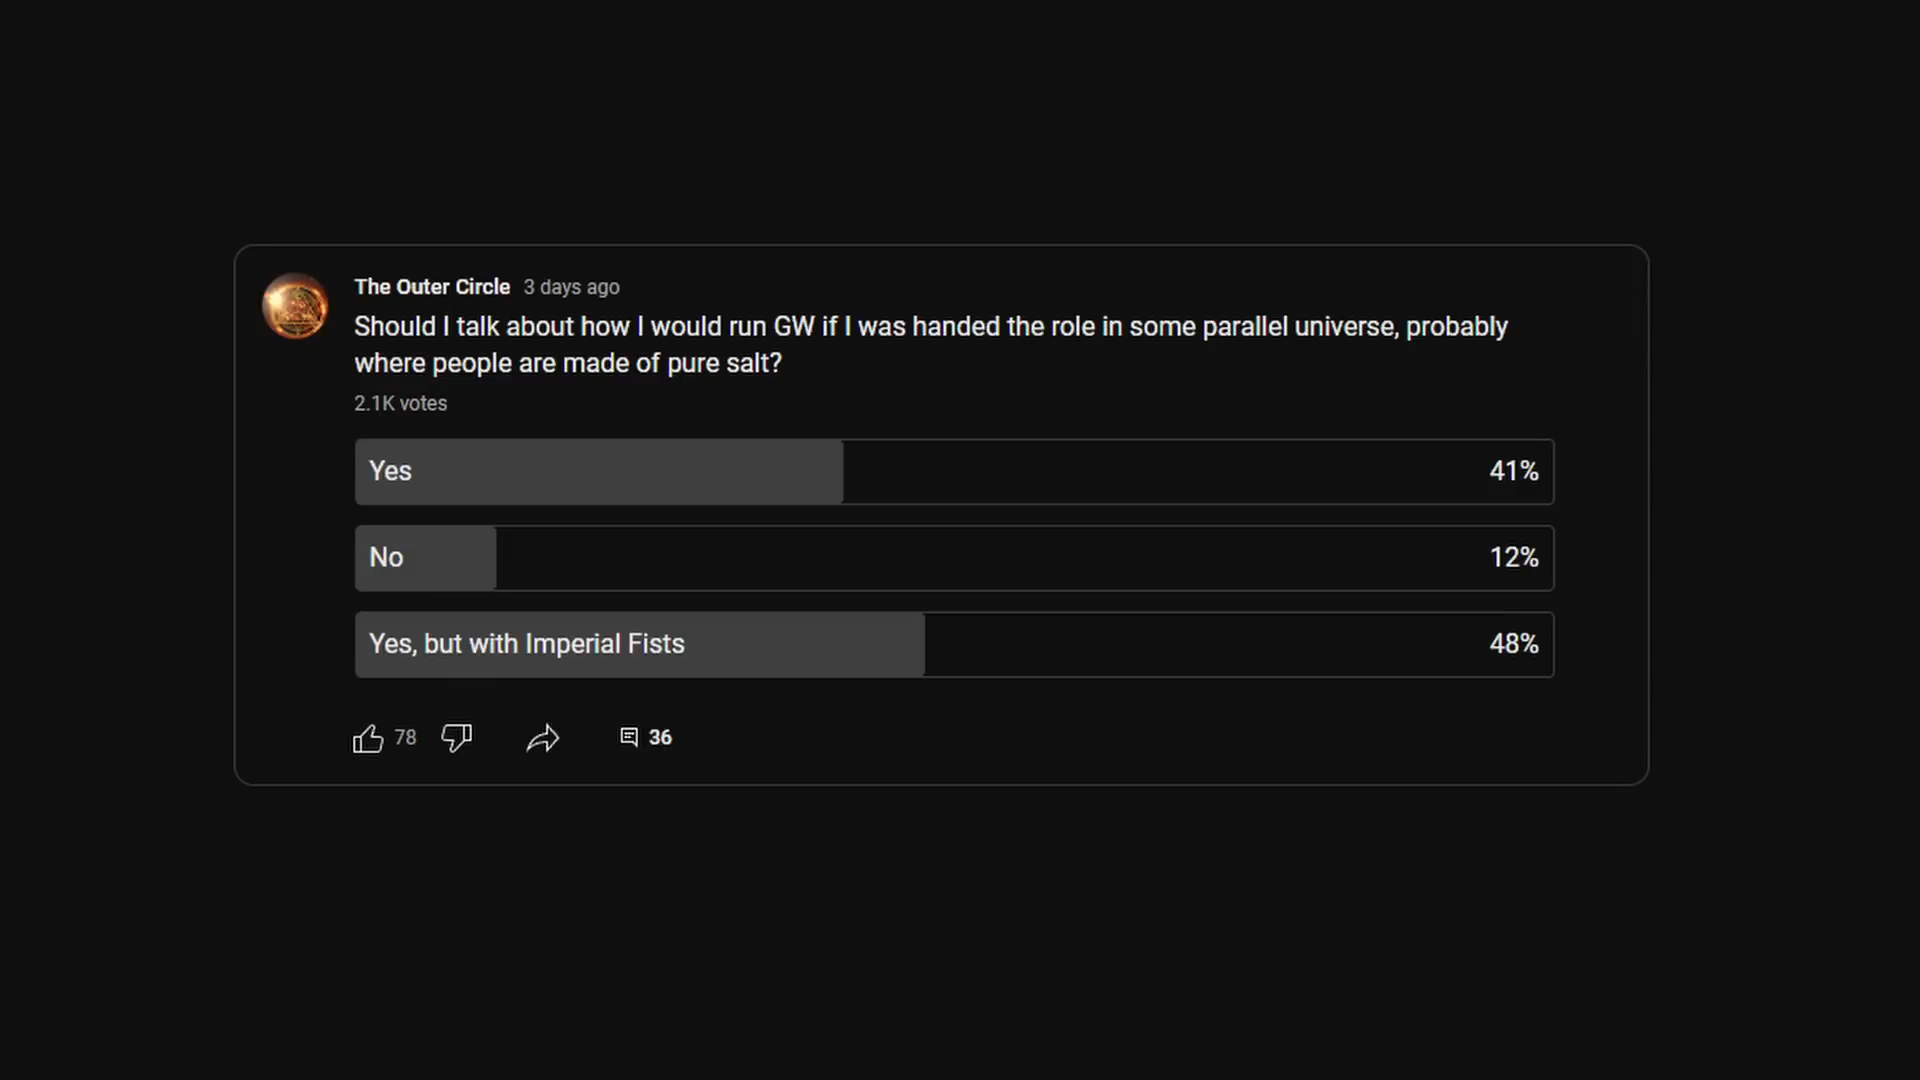 The Outer Circle 3 days ago
Should I talk about how I would run GW if I was handed the role in some parallel universe, probably
where people are made of pure salt?
2.1K votes
Yes 41%
No 12%
Yes, but with Imperial Fists 48%
78 36